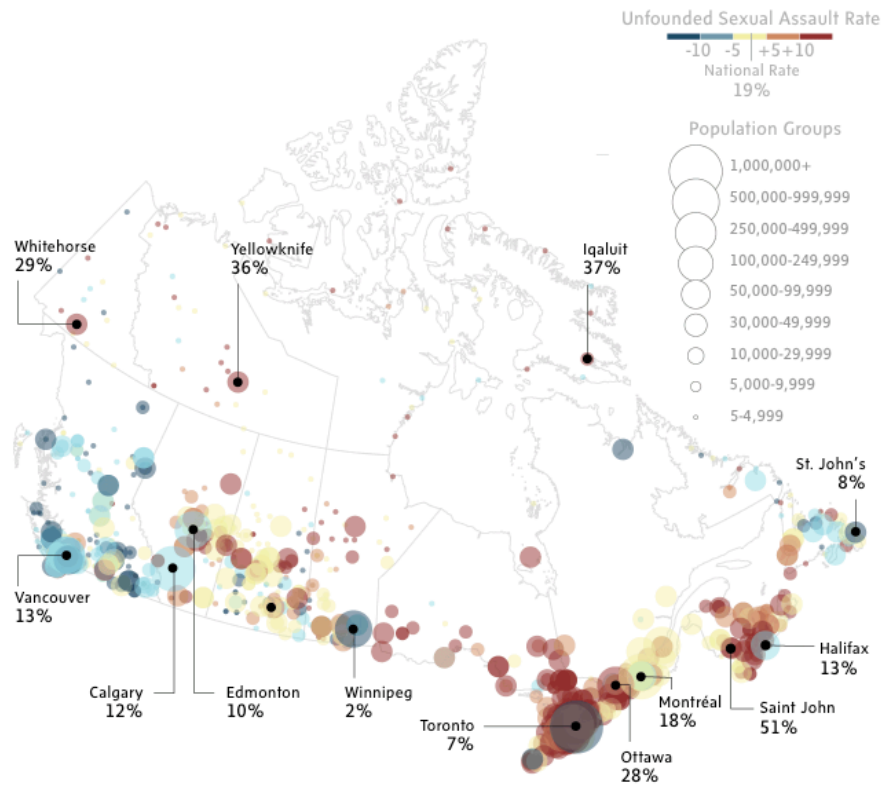 Unfounded Sexual Assault Rate
-10 -5 +5+10
National Rate
19%
Population Groups
1,000,000+
500,000-999,999
250,000-499,999
100,000-249,999
50,000-99,999
30,000-49,999
10,000-29,999
5,000-9,999
5-4,999
Whitehorse
29%
Yellowknife
36%
Iqaluit
37%
St. John's
8%
Vancouver
13%
Calgary
12%
Edmonton
10%
Winnipeg
2%
Toronto
7%
Ottawa
28%
Montréal
18%
Saint John
51%
Halifax
13%